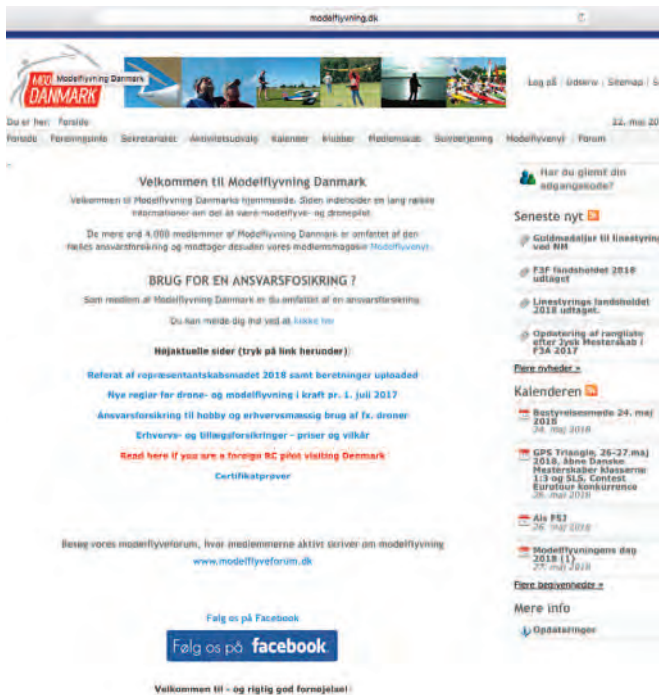 modelflyvning.dk
MOD
DANMARK
Modelflyvning Danmark
Log på | Udskriv | Sitemap | S
Du er her: Forside
22. maj 20
Forside Foreningsinfo Sekretariatet Aktivitetsudvalg Kalender Klubber Medlemskab Selvbetjening Modelflyvenyt Forum
Velkommen til Modelflyvning Danmark
Velkommen til Modelflyvning Danmarks hjemmeside. Siden indeholder en lang række
informationer om det at være modelflyve- og dronepilot.
De mere end 4.000 medlemmer af Modelflyvning Danmark er omfattet af den
fælles ansvarsforsikring og modtager desuden vores medlemsmagasin Modelflyvenyt.
BRUG FOR EN ANSVARSFOSIKRING ?
Som medlem af Modelflyvning Danmark er du omfattet af en ansvarsforsikring.
Du kan melde dig ind ved at klikke her
Højaktuelle sider (tryk på link herunder)
Referat af repræsentantskabsmødet 2018 samt beretninger uploaded
Nye regler for drone- og modelflyvning i kraft pr. 1. juli 2017
Ansvarsforsikring til hobby og erhvervsmæssig brug af fx. droner
Erhvervs- og tillægsforsikringer - priser og vilkår
Read here if you are a foreign RC pilot visiting Denmark
Certifikatprøver
Besøg vores modelflyveforum, hvor medlemmerne aktivt skriver om modelflyvning
www.modelflyveforum.dk
Følg os på Facebook
Følg os på facebook
Velkommen til - og rigtig god fornøjelse!
Har du glemt din
adgangskode?
Seneste nyt
Guldmedaljer til linestyring
ved NM
F3F landsholdet 2018
udtaget
Linestyrings landsholdet
2018 udtaget.
Opdatering af rangliste
efter Jysk Mesterskab i
F3A 2017
Flere nyheder »
Kalenderen
Bestyrelsesmøde 24. maj
2018
24. maj 2018
GPS Triangle, 26-27.maj
2018, åbne Danske
Mesterskaber klasserne
1:3 og SLS. Contest
Eurotour konkurrence
26. maj 2018
Als F5J
26. maj 2018
Modelflyvningens dag
2018 (1)
27. maj 2018
Flere begivenheder »
Mere info
Opdateringer